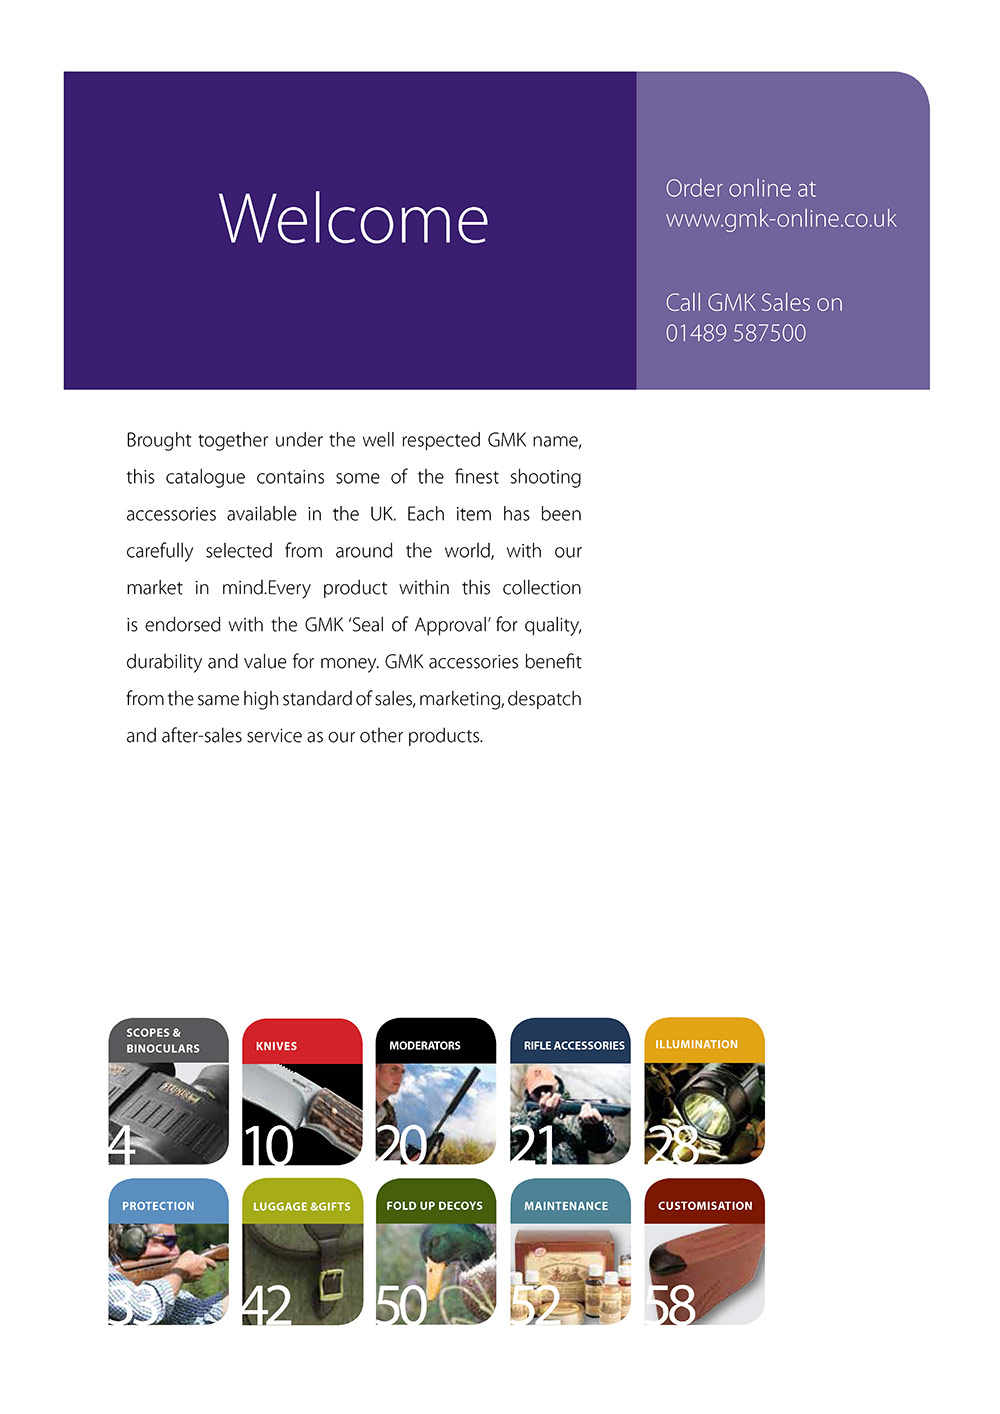 Welcome
Order online at
www.gmk-online.co.uk
Call GMK Sales on
01489 587500
Brought together under the well respected GMK name,
this catalogue contains some of the finest shooting
accessories available in the UK. Each item has been
carefully selected from around the world, with our
market in mind.Every product within this collection
is endorsed with the GMK ‘Seal of Approval’ for quality,
durability and value for money. GMK accessories benefit
from the same high standard of sales, marketing, despatch
and after-sales service as our other products.
SCOPES &
BINOCULARS
4
KNIVES
10
MODERATORS
20
RIFLE ACCESSORIES
21
ILLUMINATION
28
PROTECTION
33
LUGGAGE &GIFTS
42
FOLD UP DECOYS
50
MAINTENANCE
52
CUSTOMISATION
58